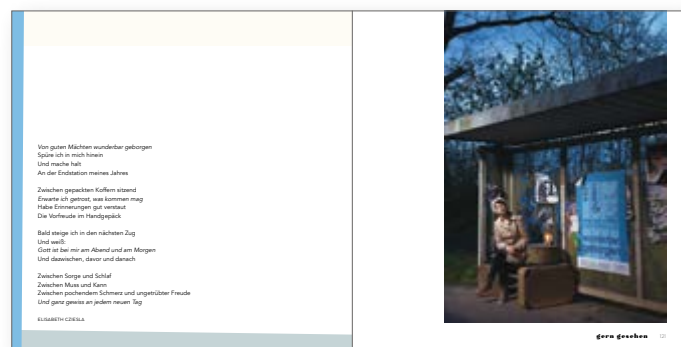 Von guten Mächten wunderbar geborgen
Spüre ich in mich hinein
Und mache halt
An der Endstation meines Jahres
Zwischen gepackten Koffern sitzend
Erwarte ich getrost, was kommen mag
Habe Erinnerungen gut verstaut
Die Vorfreude im Handgepäck
Bald steige ich in den nächsten Zug
Und weiß:
Gott ist bei mir am Abend und am Morgen
Und dazwischen, davor und danach
Zwischen Sorge und Schlaf
Zwischen Muss und Kann
Zwischen pochendem Schmerz und ungetrübter Freude
Und ganz gewiss an jedem neuen Tag
ELISABETH CZIESLA
gern gesehen